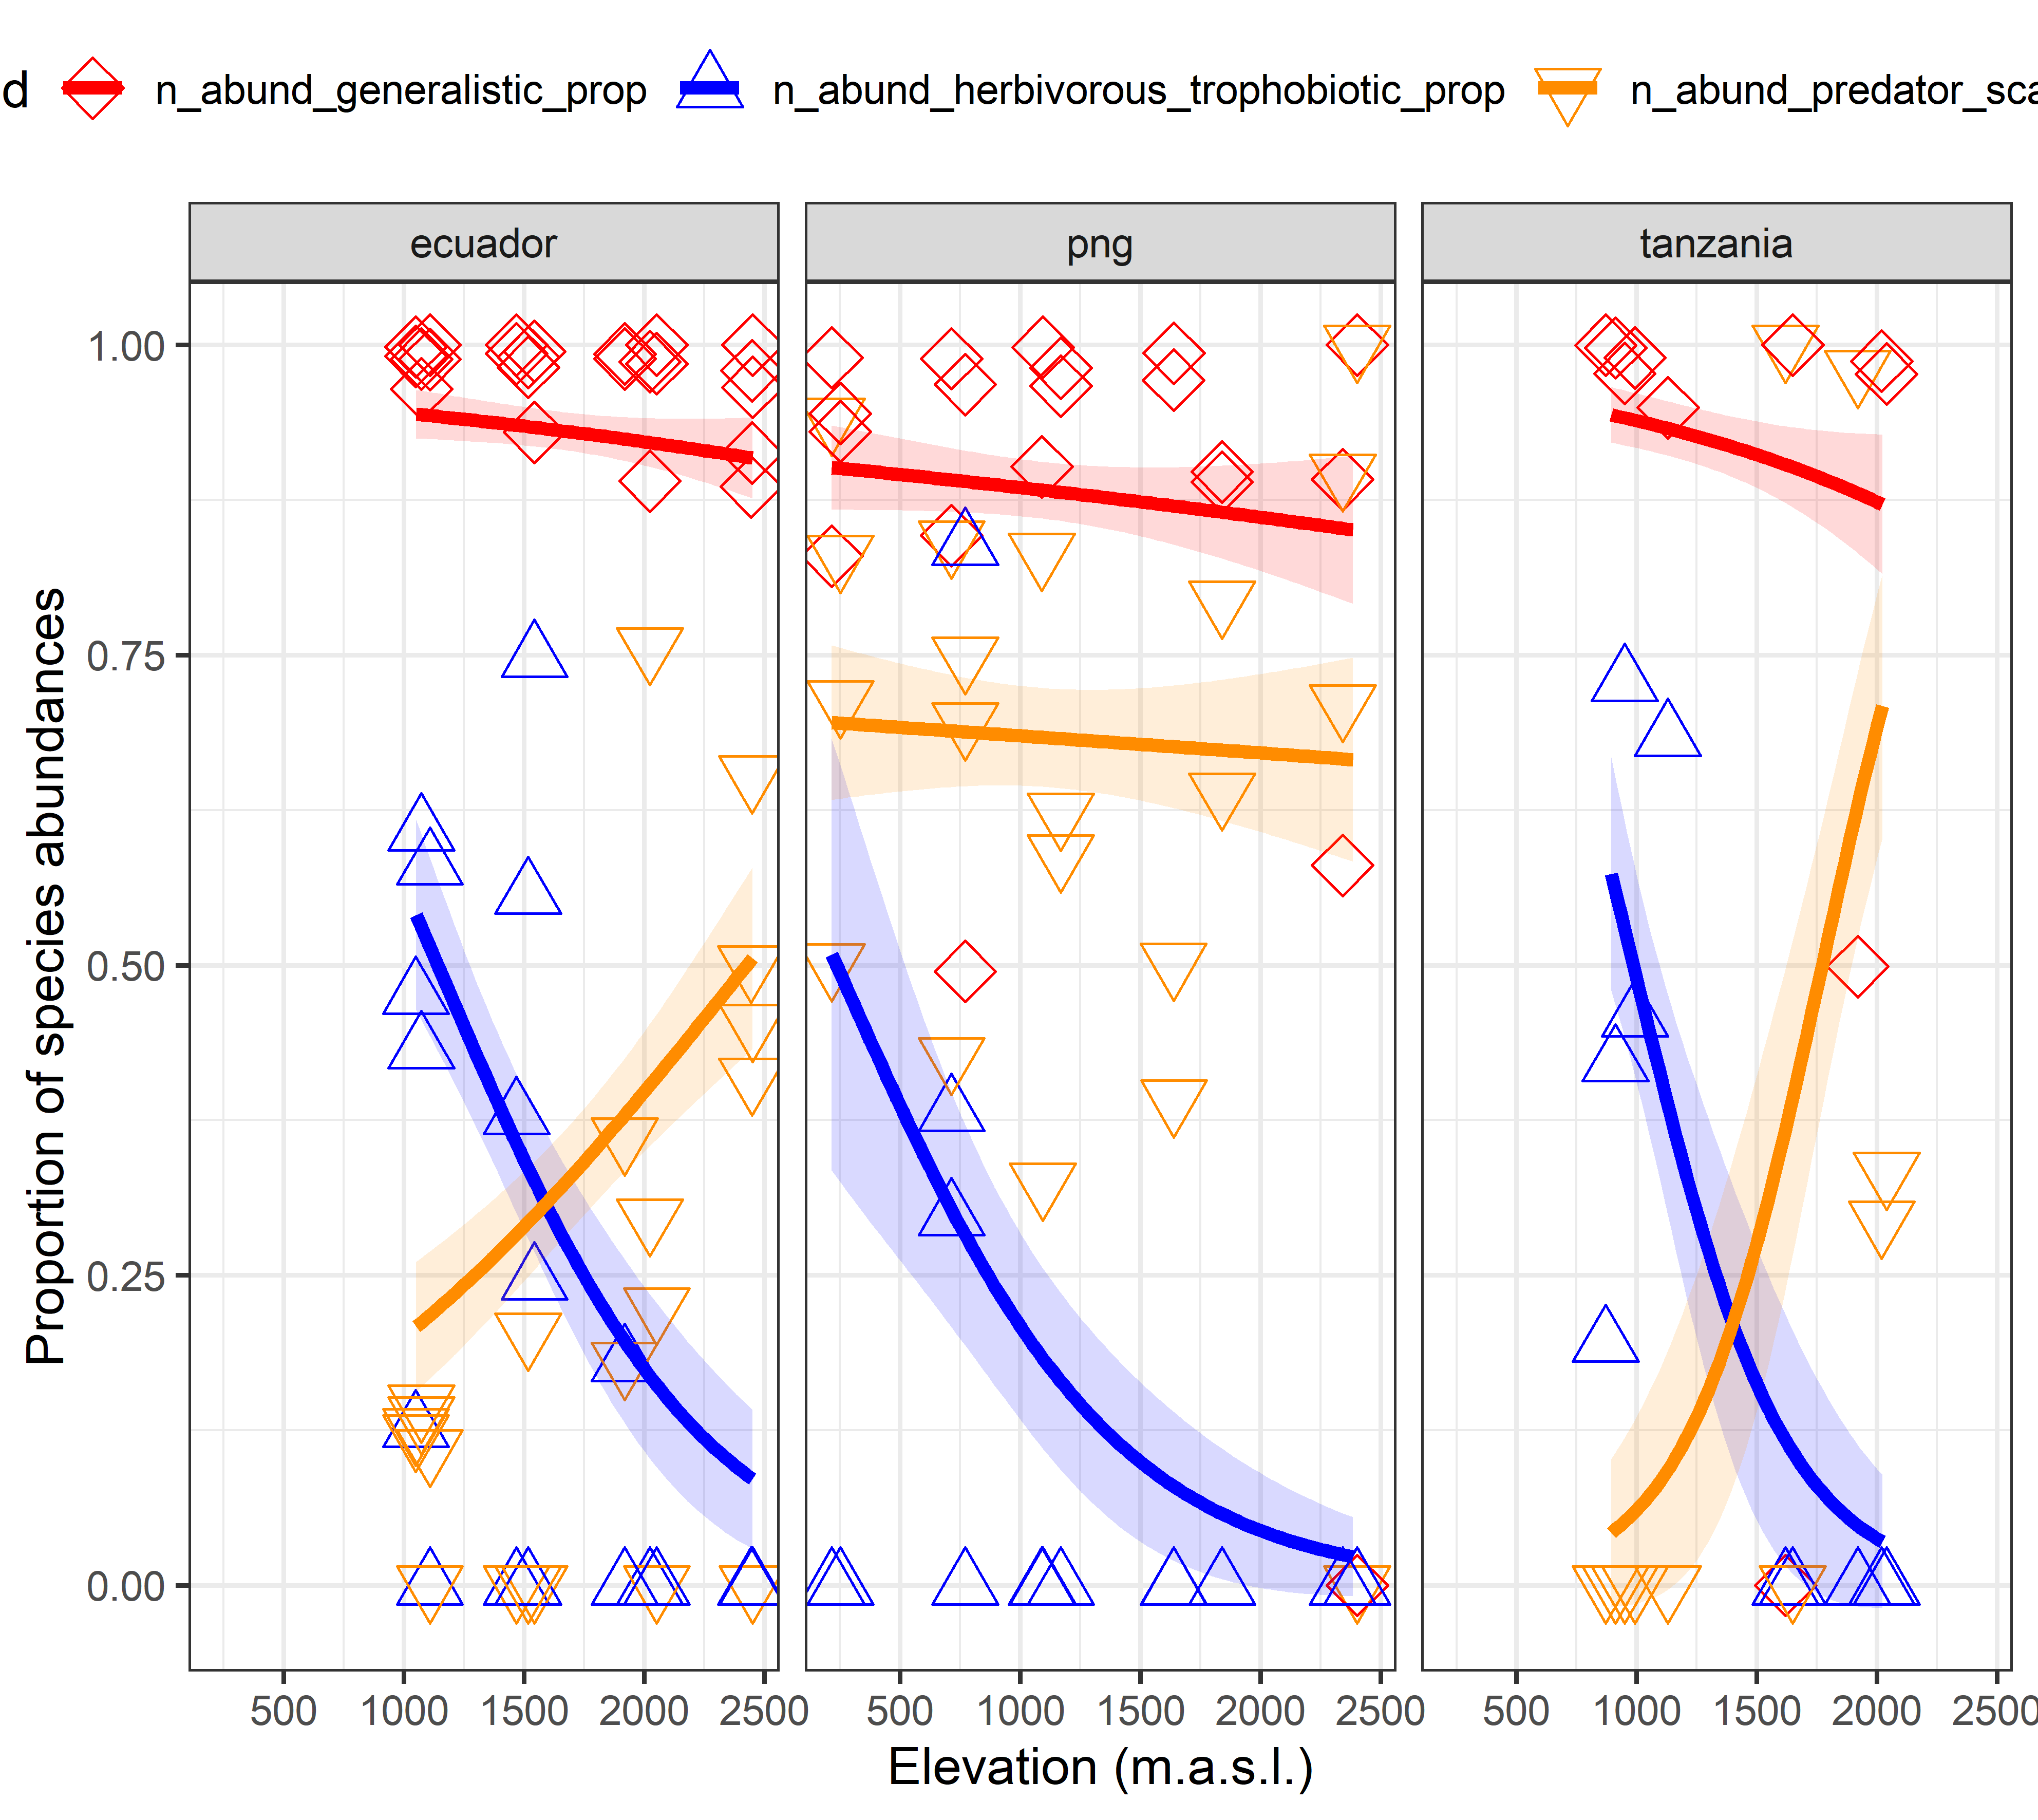 d n_abund_generalistic_prop n_abund_herbivorous_trophobiotic_prop n_abund_predator_sca
ecuador png tanzania
Proportion of species abundances
1.00
0.75
0.50
0.25
0.00
500 1000 1500 2000 2500 500 1000 1500 2000 2500 500 1000 1500 2000 2500
Elevation (m.a.s.l.)